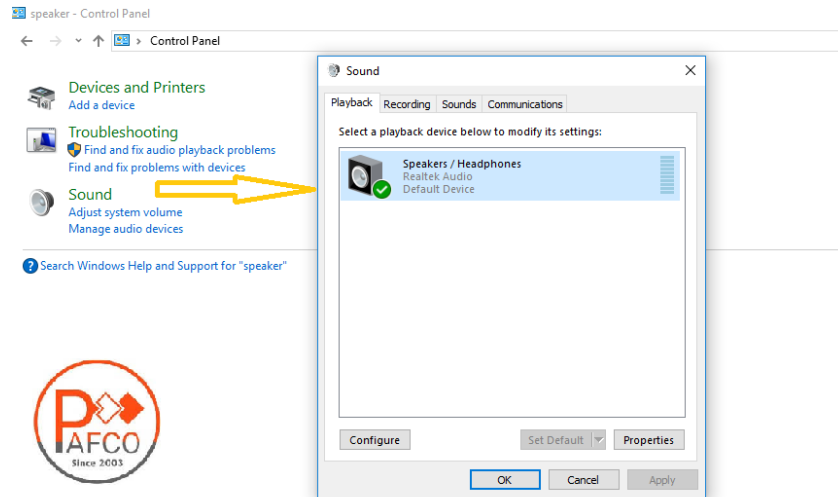 speaker - Control Panel
Control Panel
Devices and Printers
Add a device
Troubleshooting
Find and fix audio playback problems
Find and fix problems with devices
Sound
Adjust system volume
Manage audio devices
Search Windows Help and Support for "speaker"
Sound
Playback Recording Sounds Communications
Select a playback device below to modify its settings:
Speakers / Headphones
Realtek Audio
Default Device
Configure Set Default Properties
OK Cancel Apply
PAFCO
Since 2003